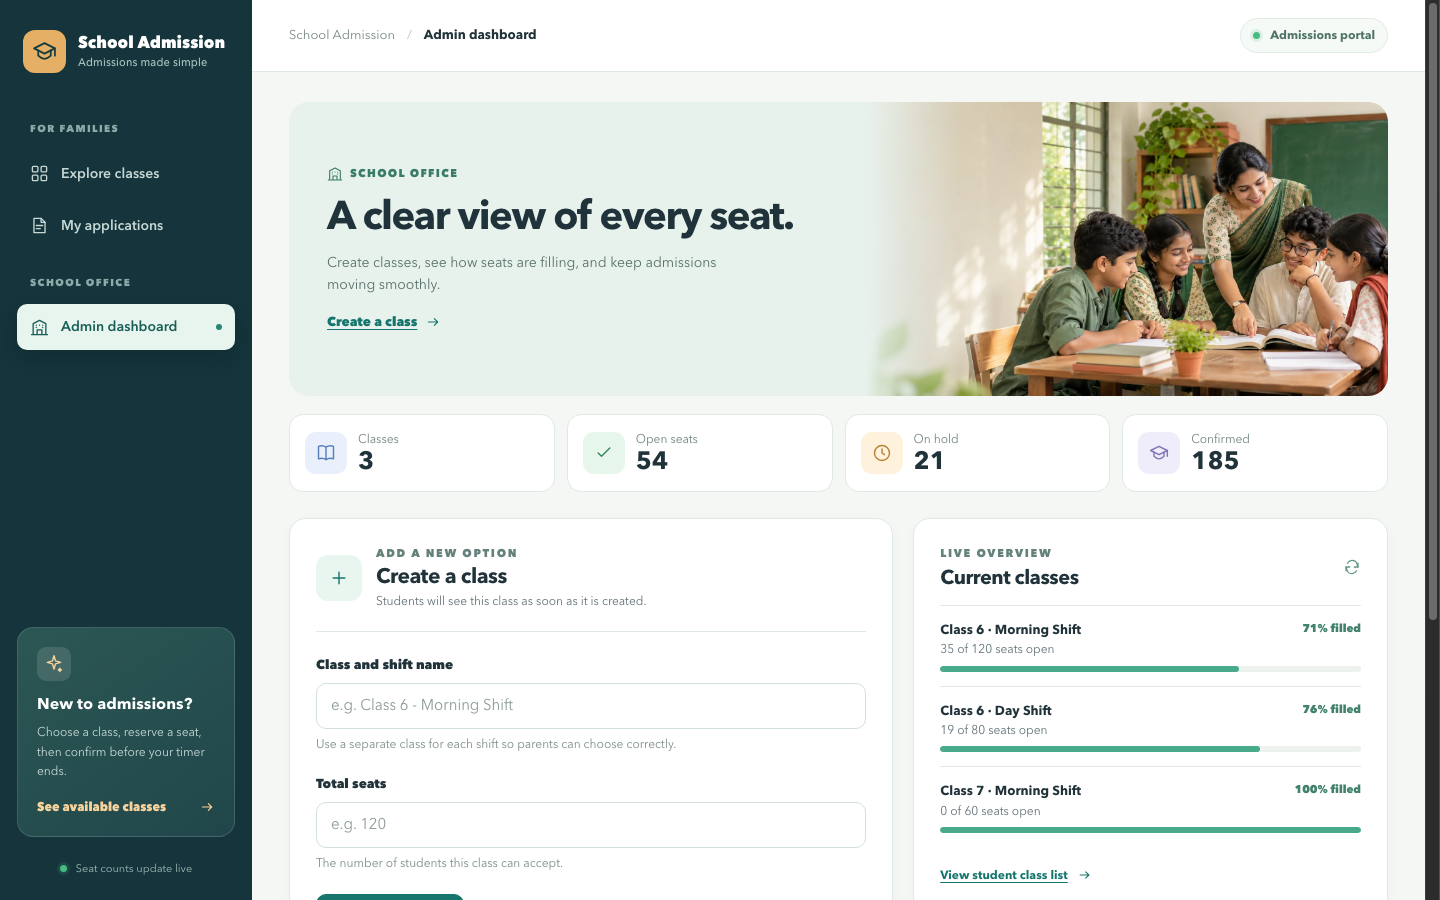 School Admission
Admissions made simple
FOR FAMILIES
Explore classes
My applications
SCHOOL OFFICE
Admin dashboard
New to admissions?
Choose a class, reserve a seat,
then confirm before your timer
ends.
See available classes
Seat counts update live
School Admission / Admin dashboard
Admissions portal
SCHOOL OFFICE
A clear view of every seat.
Create classes, see how seats are filling, and keep admissions
moving smoothly.
Create a class
Classes
3
Open seats
54
On hold
21
Confirmed
185
ADD A NEW OPTION
Create a class
Students will see this class as soon as it is created.
Class and shift name
e.g. Class 6 - Morning Shift
Use a separate class for each shift so parents can choose correctly.
Total seats
e.g. 120
The number of students this class can accept.
LIVE OVERVIEW
Current classes
Class 6 · Morning Shift
71% filled
35 of 120 seats open
Class 6 · Day Shift
76% filled
19 of 80 seats open
Class 7 · Morning Shift
100% filled
0 of 60 seats open
View student class list